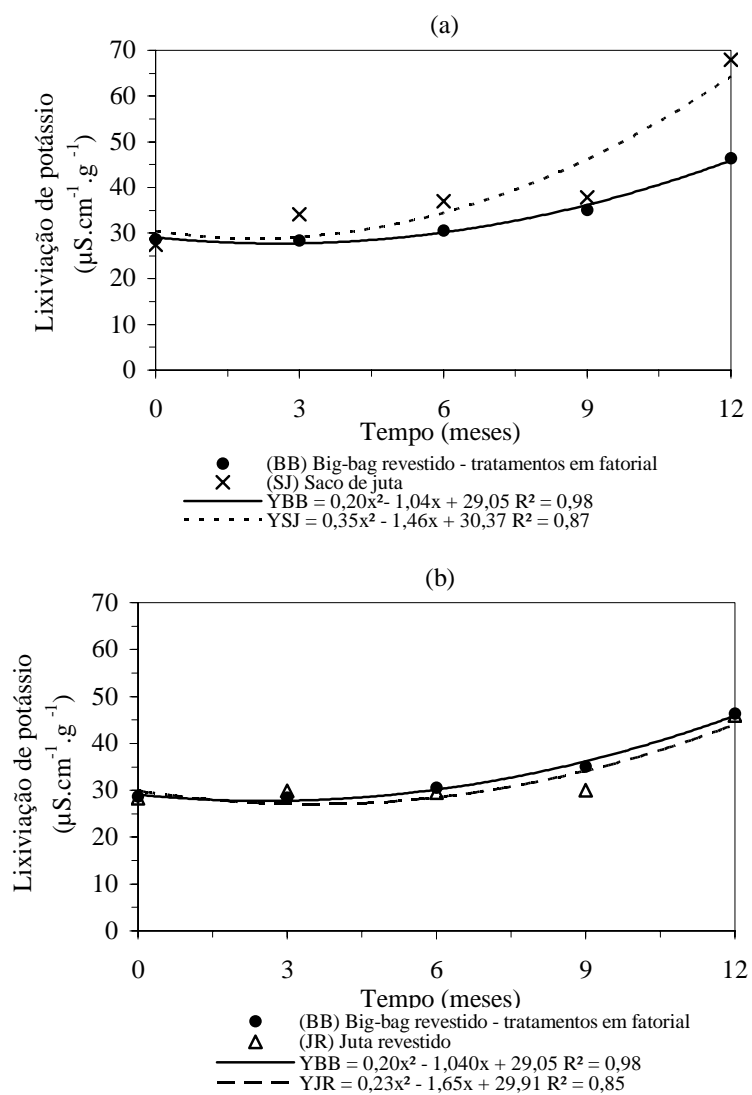 (a)
70
60
50
40
30
20
10
0
Lixiviação de potássio
(µS.cm⁻¹.g ⁻¹)
0 3 6 9 12
Tempo (meses)
(BB) Big-bag revestido - tratamentos em fatorial
(SJ) Saco de juta
YBB = 0,20x²- 1,04x + 29,05 R² = 0,98
YSJ = 0,35x² - 1,46x + 30,37 R² = 0,87
(b)
70
60
50
40
30
20
10
0
Lixiviação de potássio
(µS.cm⁻¹.g ⁻¹)
0 3 6 9 12
Tempo (meses)
(BB) Big-bag revestido - tratamentos em fatorial
(JR) Juta revestido
YBB = 0,20x² - 1,040x + 29,05 R² = 0,98
YJR = 0,23x² - 1,65x + 29,91 R² = 0,85